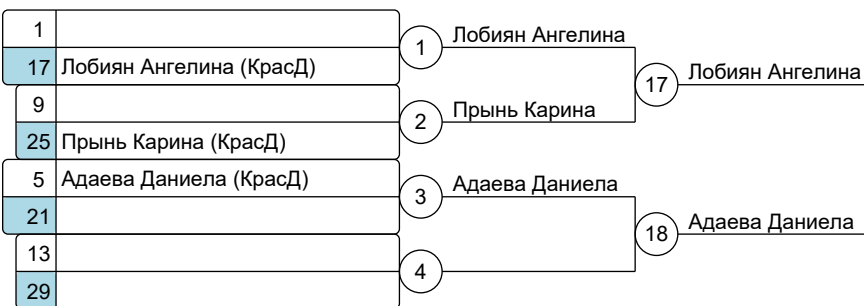 1
17 Лобиян Ангелина (КрасД)
9
25 Прынь Карина (КрасД)
5 Адаева Даниела (КрасД)
21
13
29
1 Лобиян Ангелина
2 Прынь Карина
3 Адаева Даниела
4
17 Лобиян Ангелина
18 Адаева Даниела